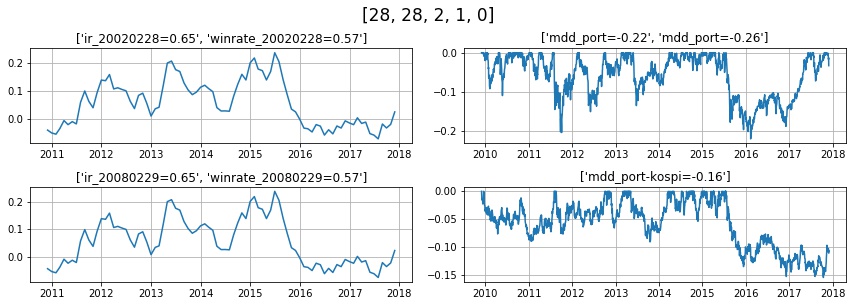 [28, 28, 2, 1, 0]
['ir_20020228=0.65', 'winrate_20020228=0.57']
0.2
0.1
0.0
2011 2012 2013 2014 2015 2016 2017 2018
['mdd_port=-0.22', 'mdd_port=-0.26']
0.0
−0.1
−0.2
2010 2011 2012 2013 2014 2015 2016 2017 2018
['ir_20080229=0.65', 'winrate_20080229=0.57']
0.2
0.1
0.0
2011 2012 2013 2014 2015 2016 2017 2018
['mdd_port-kospi=-0.16']
0.00
−0.05
−0.10
−0.15
2010 2011 2012 2013 2014 2015 2016 2017 2018